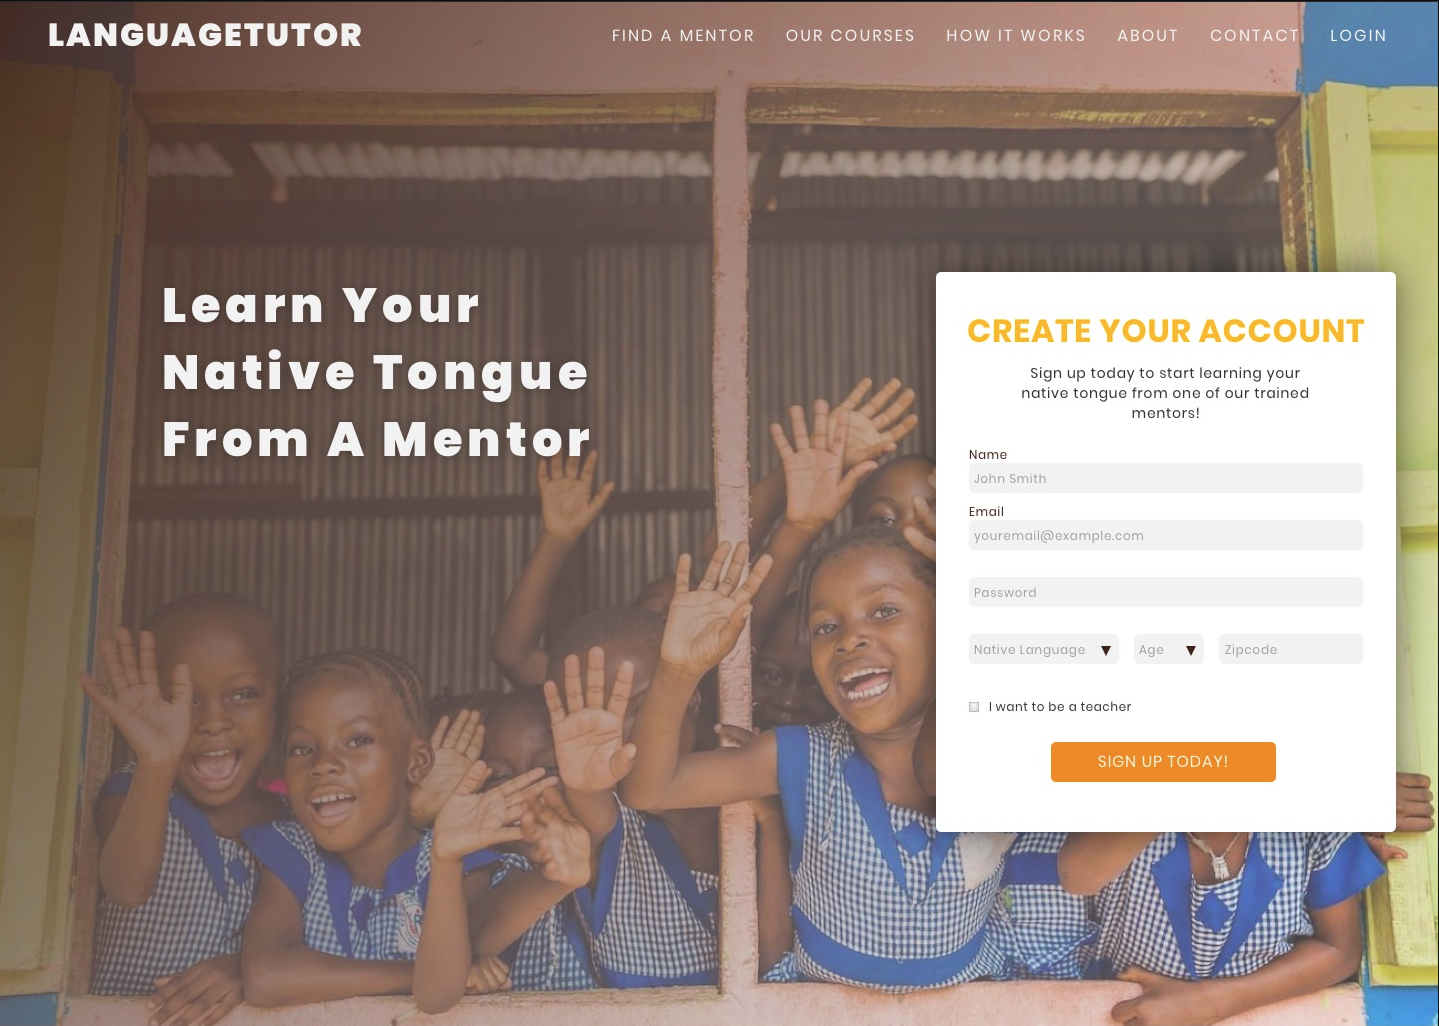 LANGUAGETUTOR
FIND A MENTOR OUR COURSES HOW IT WORKS ABOUT CONTACT LOGIN
Learn Your
Native Tongue
From A Mentor
CREATE YOUR ACCOUNT
Sign up today to start learning your
native tongue from one of our trained
mentors!
Name
John Smith
Email
youremail@example.com
Password
Native Language ▼ Age ▼ Zipcode
I want to be a teacher
SIGN UP TODAY!